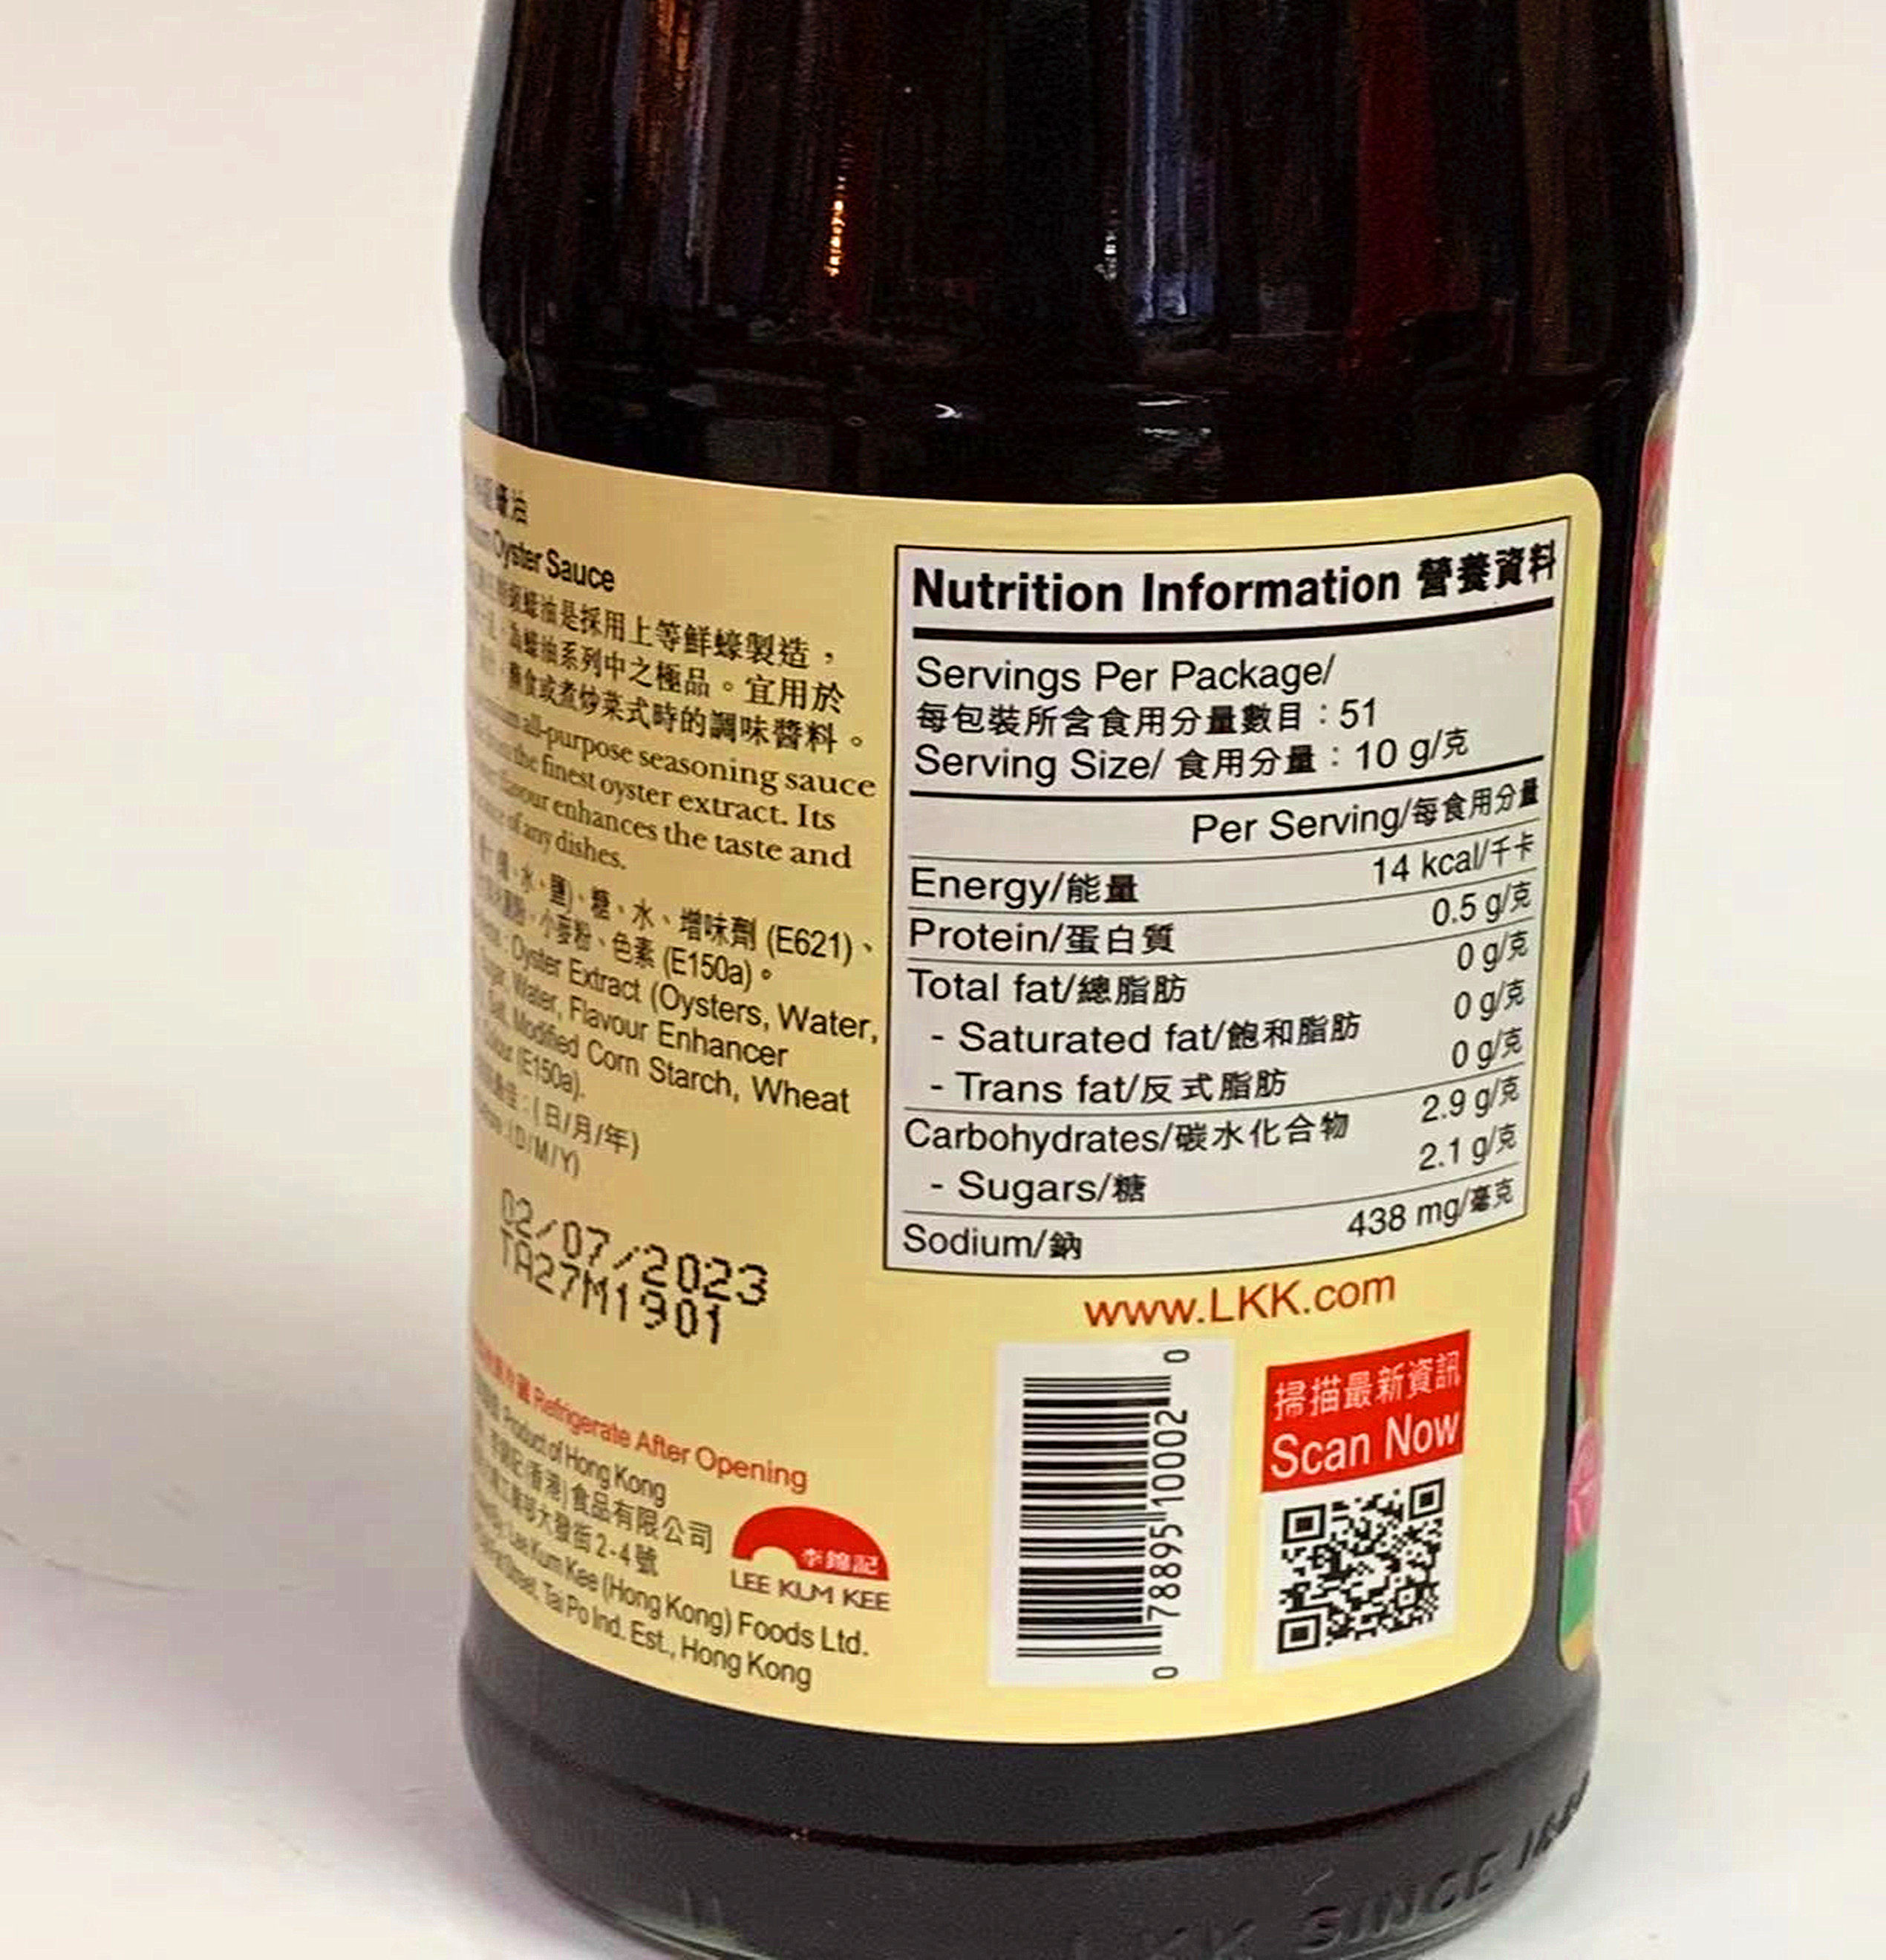 蠔油
Oyster Sauce
蠔油是採用上等鮮蠔製造，
為蠔油系列中之極品。宜用於
蘸食或煮炒菜式時的調味醬料。
all-purpose seasoning sauce
the finest oyster extract. Its
flavour enhances the taste and
of any dishes.
水、鹽)、糖、水、增味劑 (E621)、
小麥粉、色素 (E150a)。
Oyster Extract (Oysters, Water,
Sugar, Water, Flavour Enhancer
Salt, Modified Corn Starch, Wheat
Colour (E150a).
(日/月/年)
(D/M/Y)
02/07/2023
TA27M1901
Refrigerate After Opening
Product of Hong Kong
(香港)食品有限公司
大發街2-4號
Lee Kum Kee (Hong Kong) Foods Ltd.
Street, Tai Po Ind. Est., Hong Kong
李錦記
LEE KUM KEE
Nutrition Information 營養資料
Servings Per Package/
每包裝所含食用分量數目：51
Serving Size/ 食用分量：10 g/克
Per Serving/每食用分量
Energy/能量 14 kcal/千卡
Protein/蛋白質 0.5 g/克
Total fat/總脂肪 0 g/克
- Saturated fat/飽和脂肪 0 g/克
- Trans fat/反式脂肪 0 g/克
Carbohydrates/碳水化合物 2.9 g/克
- Sugars/糖 2.1 g/克
Sodium/鈉 438 mg/毫克
www.LKK.com
0 78895 10002 0
掃描最新資訊
Scan Now
LKK SINCE